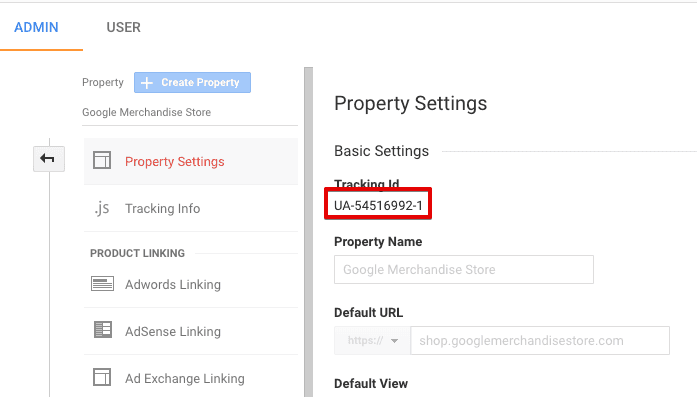 ADMIN
USER
Property
+ Create Property
Google Merchandise Store
Property Settings
.js Tracking Info
PRODUCT LINKING
Adwords Linking
AdSense Linking
Ad Exchange Linking
Property Settings
Basic Settings
Tracking Id
UA-54516992-1
Property Name
Google Merchandise Store
Default URL
https:// shop.googlemerchandisestore.com
Default View